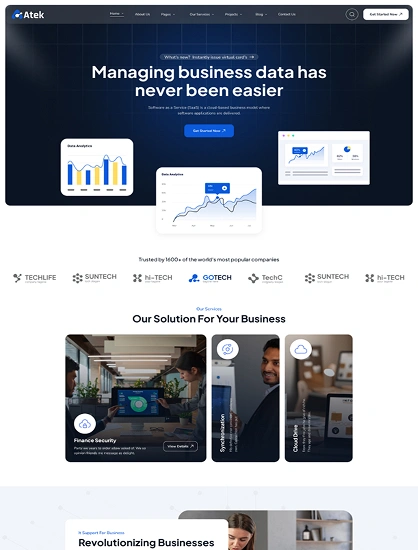 Atek
Home
About Us
Pages
Our Services
Projects
Blog
Contact Us
Get Started Now
What's new? Instantly issue virtual card's
Managing business data has
never been easier
Software as a Service (SaaS) is a cloud-based business model where
software applications are delivered.
Get Started Now
Data Analytics
Data Analytics
Trusted by 1600+ of the world's most popular companies
TECHLIFE
SUNTECH
hi-TECH
GOTECH
TechC
SUNTECH
hi-TECH
Our Services
Our Solution For Your Business
Finance Security
View Details
Synchronization
Cloud Drive
Support For Business
Revolutionizing Businesses